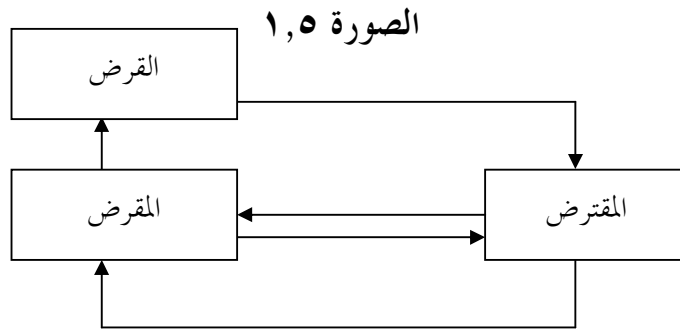 الصورة ١,٥
القرض
المقرض
المقترض